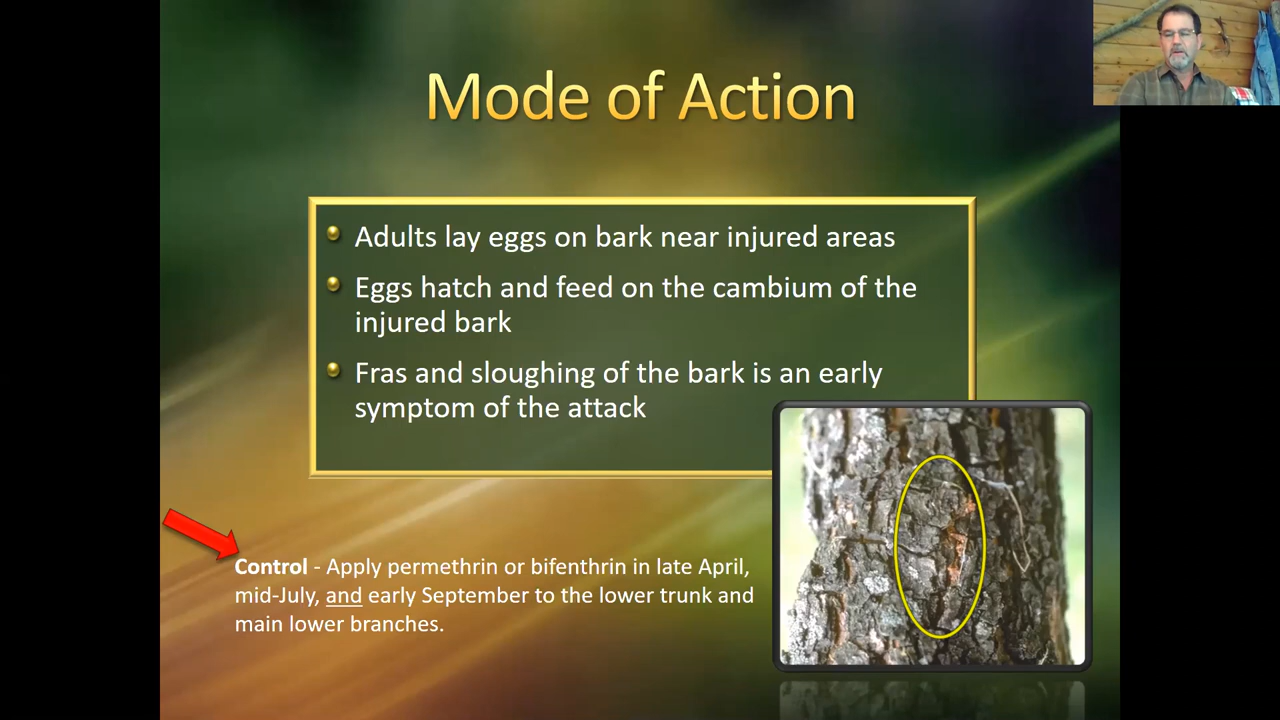 Mode of Action
Adults lay eggs on bark near injured areas
Eggs hatch and feed on the cambium of the
injured bark
Fras and sloughing of the bark is an early
symptom of the attack
Control - Apply permethrin or bifenthrin in late April,
mid-July, and early September to the lower trunk and
main lower branches.